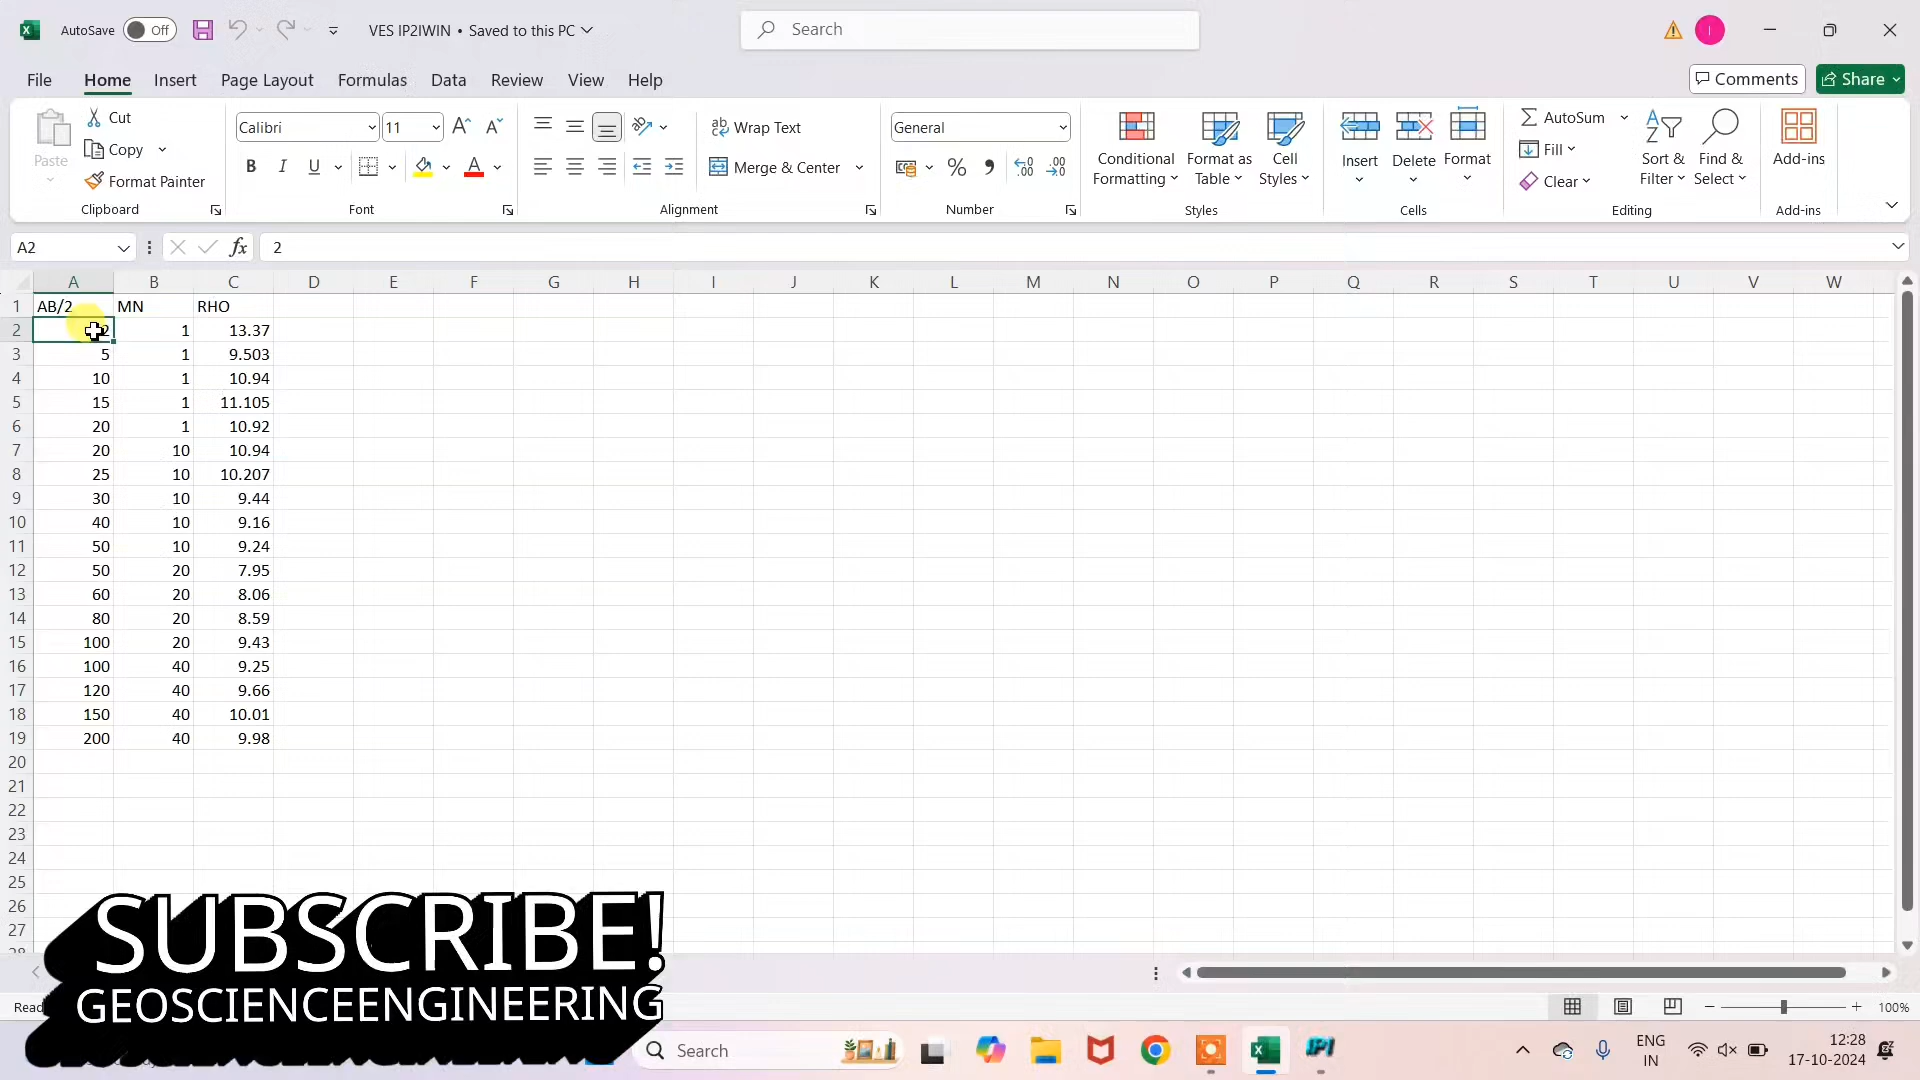 AutoSave Off VES IP2IWIN • Saved to this PC Search
File Home Insert Page Layout Formulas Data Review View Help Comments Share
Paste Cut Copy Format Painter Clipboard
Calibri 11 B I U A Font
Wrap Text Merge & Center Alignment
General % Number
Conditional Formatting Format as Table Cell Styles Styles
Insert Delete Format Cells
AutoSum Fill Clear Sort & Filter Find & Select Editing
Add-ins Add-ins
A2 fx 2
A B C D E F G H I J K L M N O P Q R S T U V W
1 AB/2 MN RHO
2 2 1 13.37
3 5 1 9.503
4 10 1 10.94
5 15 1 11.105
6 20 1 10.92
7 20 10 10.94
8 25 10 10.207
9 30 10 9.44
10 40 10 9.16
11 50 10 9.24
12 50 20 7.95
13 60 20 8.06
14 80 20 8.59
15 100 20 9.43
16 100 40 9.25
17 120 40 9.66
18 150 40 10.01
19 200 40 9.98
20
21
22
23
24
25
26
27
28
SUBSCRIBE!
GEOSCIENCEENGINEERING
Read
100%
Search
IPI
ENG
IN
12:28
17-10-2024